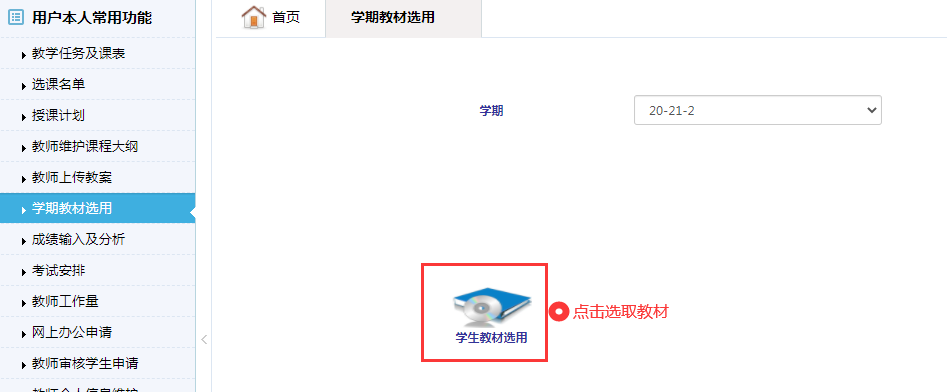 用户本人常用功能
教学任务及课表
选课名单
授课计划
教师维护课程大纲
教师上传教案
学期教材选用
成绩输入及分析
考试安排
教师工作量
网上办公申请
教师审核学生申请
首页
学期教材选用
学期
20-21-2
学生教材选用
点击选取教材